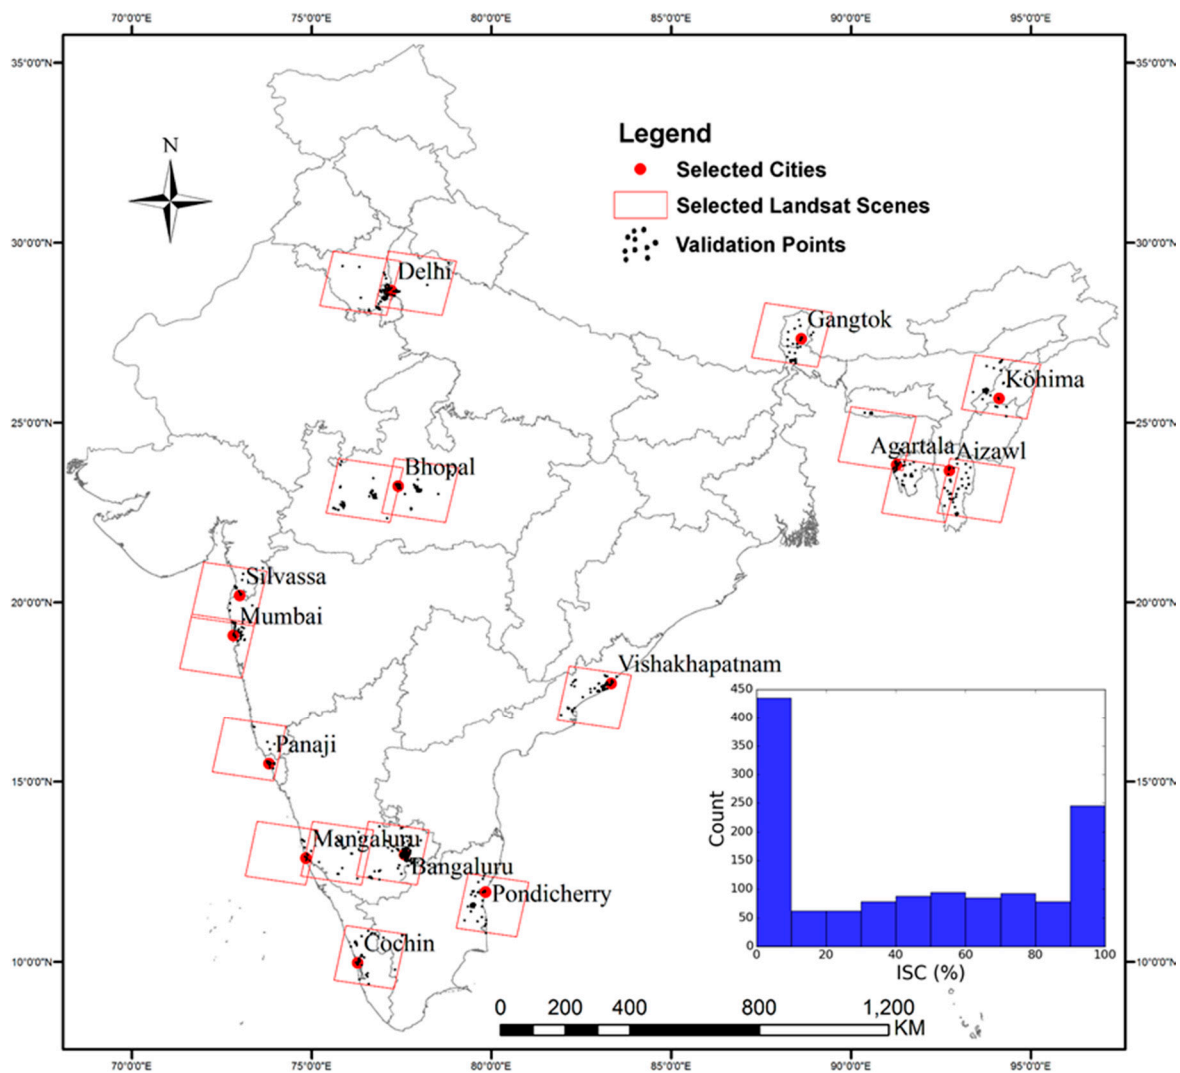 70°0'0"E 75°0'0"E 80°0'0"E 85°0'0"E 90°0'0"E 95°0'0"E
35°0'0"N 35°0'0"N
Legend
N
Selected Cities
Selected Landsat Scenes
30°0'0"N 30°0'0"N
Validation Points
Delhi
Gangtok
Kohima
25°0'0"N 25°0'0"N
Agartala Aizawl
Bhopal
Silvassa
20°0'0"N 20°0'0"N
Mumbai
Vishakhapatnam
Panaji
15°0'0"N 15°0'0"N
Mangaluru
Bangaluru
Pondicherry
Cochin
10°0'0"N 10°0'0"N
450
400
350
300
250
200
150
100
50
0
Count
0 20 40 60 80 100
ISC (%)
0 200 400 800 1,200
KM
70°0'0"E 75°0'0"E 80°0'0"E 85°0'0"E 90°0'0"E 95°0'0"E